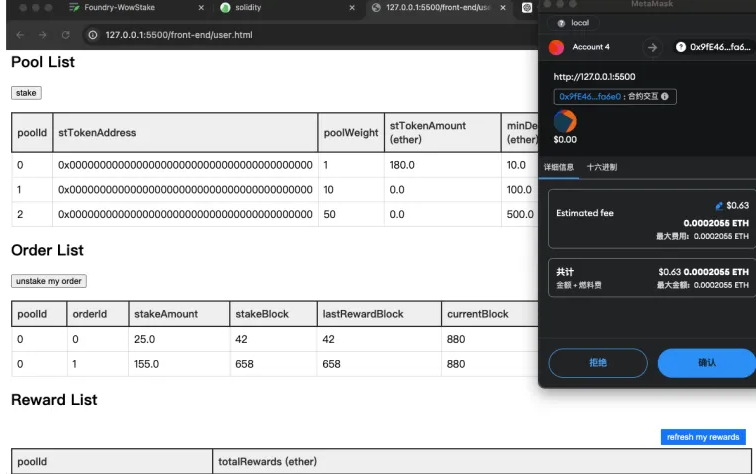 Foundry-WowStake
solidity
127.0.0.1:5500/front-end/user
127.0.0.1:5500/front-end/user.html
Pool List
stake
poolId stTokenAddress poolWeight stTokenAmount (ether) minDe (ether)
0 0x0000000000000000000000000000000000000000 1 180.0 10.0
1 0x0000000000000000000000000000000000000000 10 0.0 100.0
2 0x0000000000000000000000000000000000000000 50 0.0 500.0
Order List
unstake my order
poolId orderId stakeAmount stakeBlock lastRewardBlock currentBlock
0 0 25.0 42 42 880
0 1 155.0 658 658 880
Reward List
refresh my rewards
poolId totalRewards (ether)
MetaMask
local
Account 4 0x9fE46...fa6...
http://127.0.0.1:5500
0x9fE46...fa6e0 : 合约交互
$0.00
详细信息 十六进制
Estimated fee $0.63
0.0002055 ETH
最大费用: 0.0002055 ETH
共计 $0.63 0.0002055 ETH
金额 + 燃料费 最大金额: 0.0002055 ETH
拒绝 确认